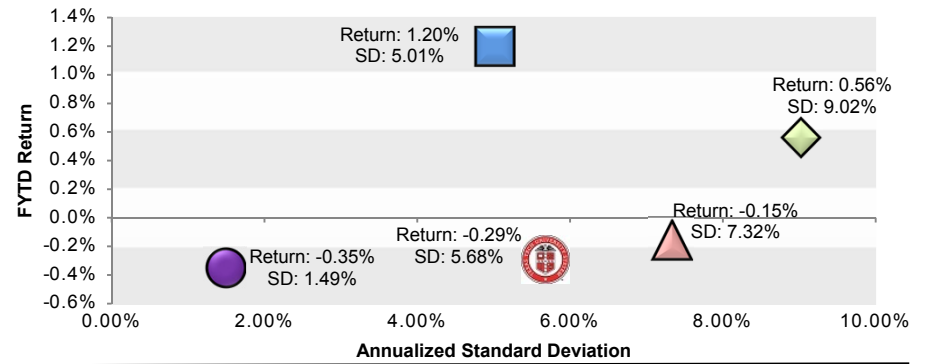 1.4%
1.2%
1.0%
0.8%
0.6%
0.4%
0.2%
0.0%
-0.2%
-0.4%
-0.6%
FYTD Return
Return: 1.20%
SD: 5.01%
Return: 0.56%
SD: 9.02%
Return: -0.15%
SD: 7.32%
Return: -0.29%
SD: 5.68%
Return: -0.35%
SD: 1.49%
0.00% 2.00% 4.00% 6.00% 8.00% 10.00%
Annualized Standard Deviation